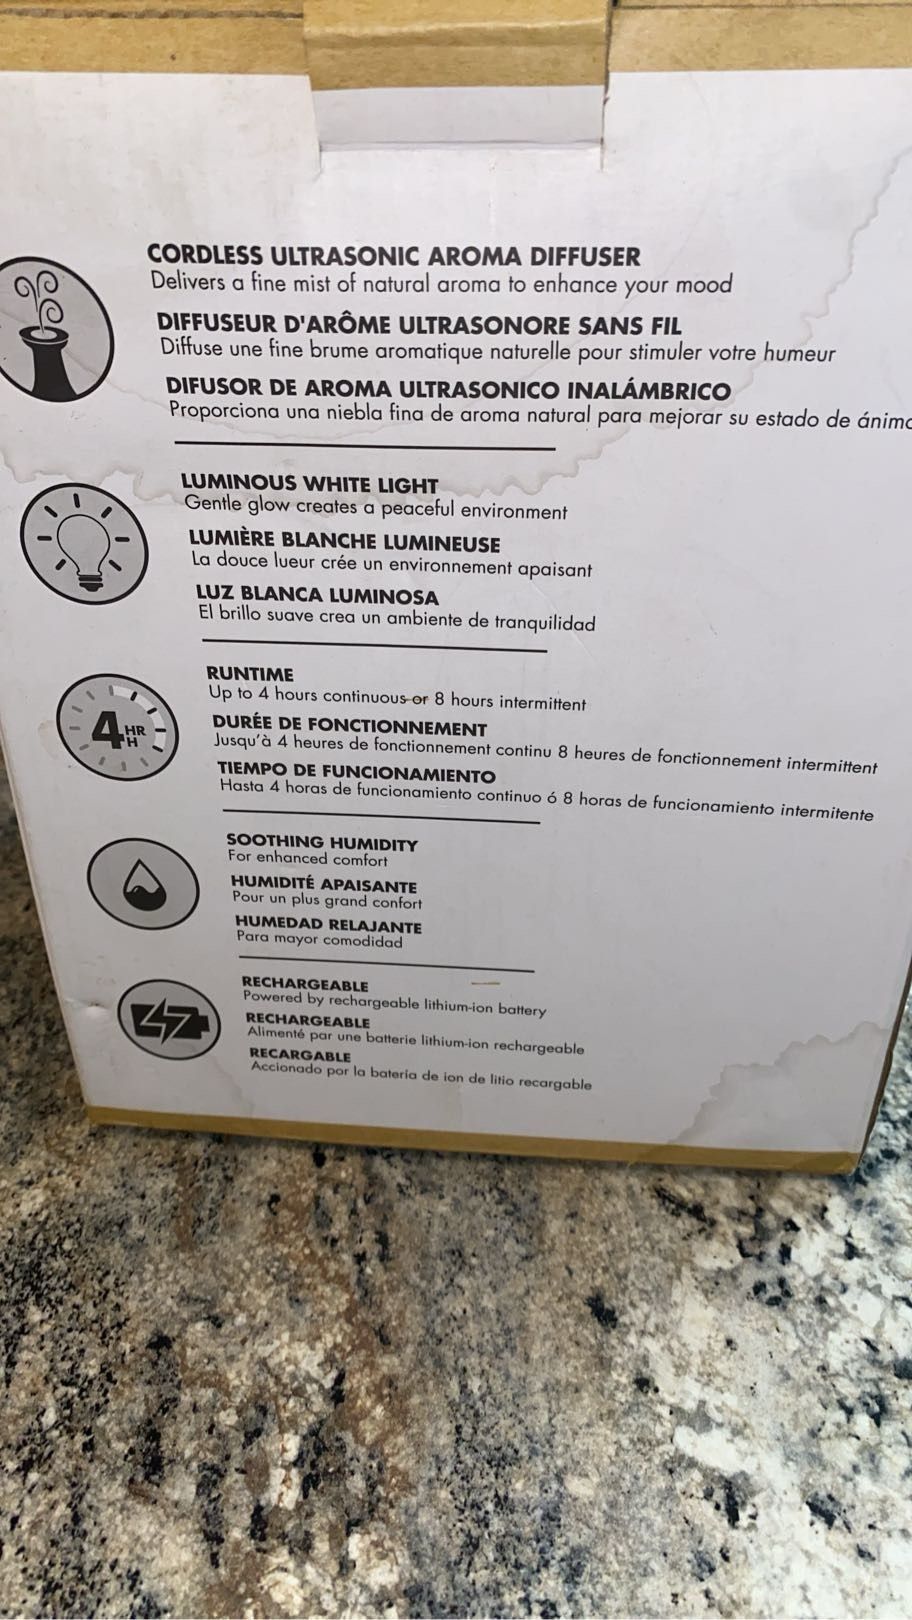 CORDLESS ULTRASONIC AROMA DIFFUSER
Delivers a fine mist of natural aroma to enhance your mood
DIFFUSEUR D'ARÔME ULTRASONORE SANS FIL
Diffuse une fine brume aromatique naturelle pour stimuler votre humeur
DIFUSOR DE AROMA ULTRASONICO INALÁMBRICO
Proporciona una niebla fina de aroma natural para mejorar su estado de ánimo
LUMINOUS WHITE LIGHT
Gentle glow creates a peaceful environment
LUMIÈRE BLANCHE LUMINEUSE
La douce lueur crée un environnement apaisant
LUZ BLANCA LUMINOSA
El brillo suave crea un ambiente de tranquilidad
4 HR
H
RUNTIME
Up to 4 hours continuous or 8 hours intermittent
DURÉE DE FONCTIONNEMENT
Jusqu'à 4 heures de fonctionnement continu 8 heures de fonctionnement intermittent
TIEMPO DE FUNCIONAMIENTO
Hasta 4 horas de funcionamiento continuo ó 8 horas de funcionamiento intermitente
SOOTHING HUMIDITY
For enhanced comfort
HUMIDITÉ APAISANTE
Pour un plus grand confort
HUMEDAD RELAJANTE
Para mayor comodidad
RECHARGEABLE
Powered by rechargeable lithium-ion battery
RECHARGEABLE
Alimenté par une batterie lithium-ion rechargeable
RECARGABLE
Accionado por la batería de ion de litio recargable